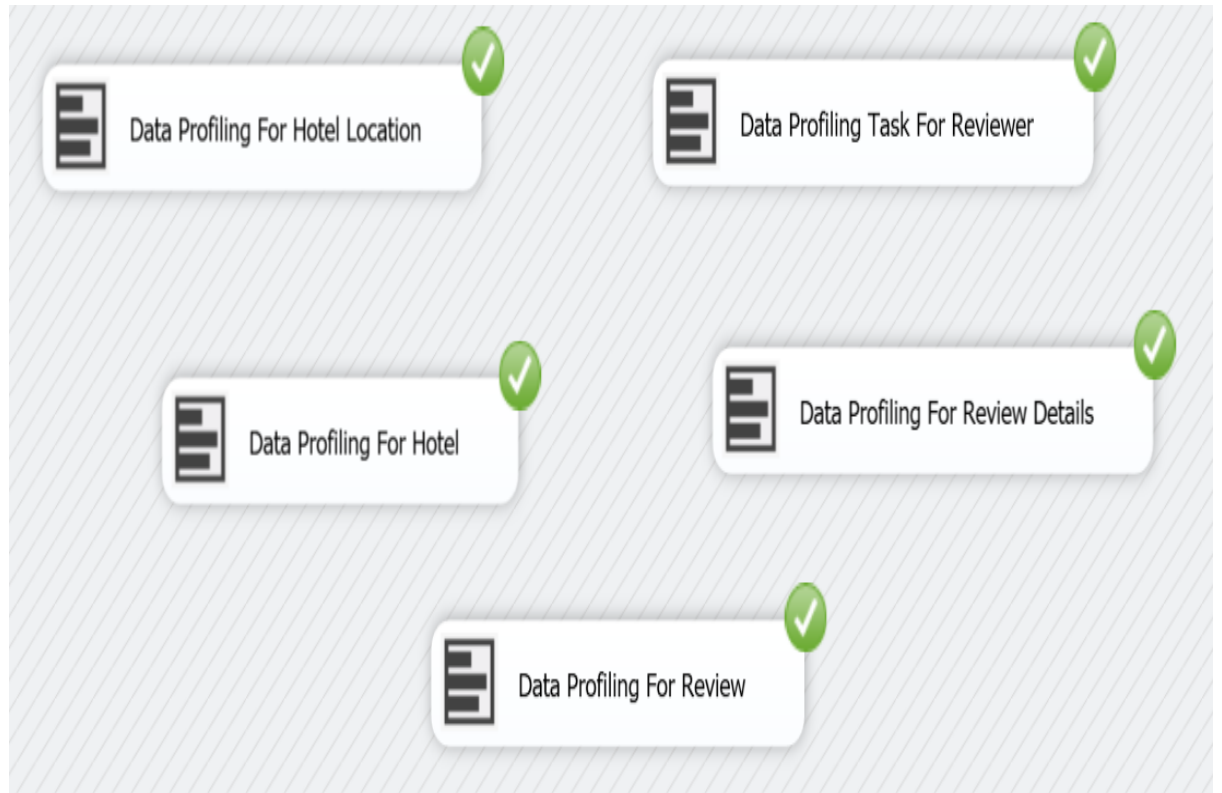 Data Profiling For Hotel Location
Data Profiling Task For Reviewer
Data Profiling For Hotel
Data Profiling For Review Details
Data Profiling For Review